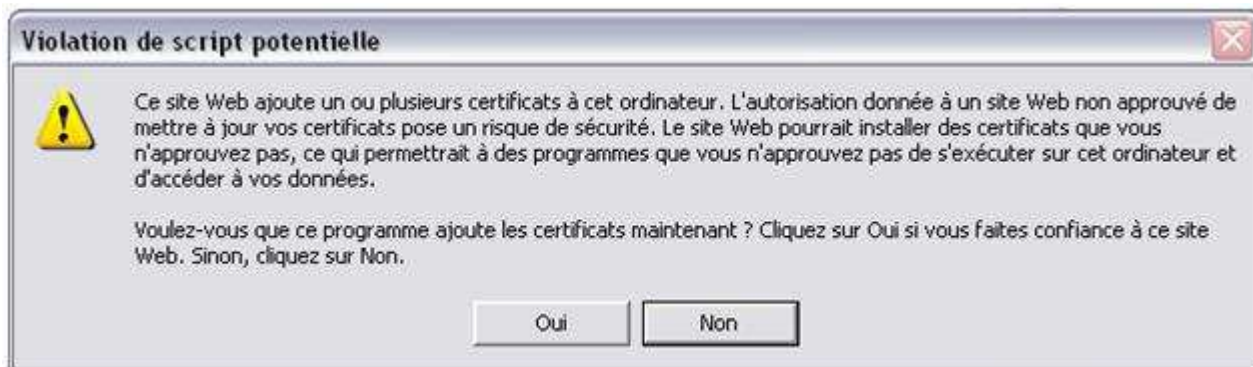 Violation de script potentielle
Ce site Web ajoute un ou plusieurs certificats à cet ordinateur. L'autorisation donnée à un site Web non approuvé de
mettre à jour vos certificats pose un risque de sécurité. Le site Web pourrait installer des certificats que vous
n'approuvez pas, ce qui permettrait à des programmes que vous n'approuvez pas de s'exécuter sur cet ordinateur et
d'accéder à vos données.
Voulez-vous que ce programme ajoute les certificats maintenant ? Cliquez sur Oui si vous faites confiance à ce site
Web. Sinon, cliquez sur Non.
Oui
Non